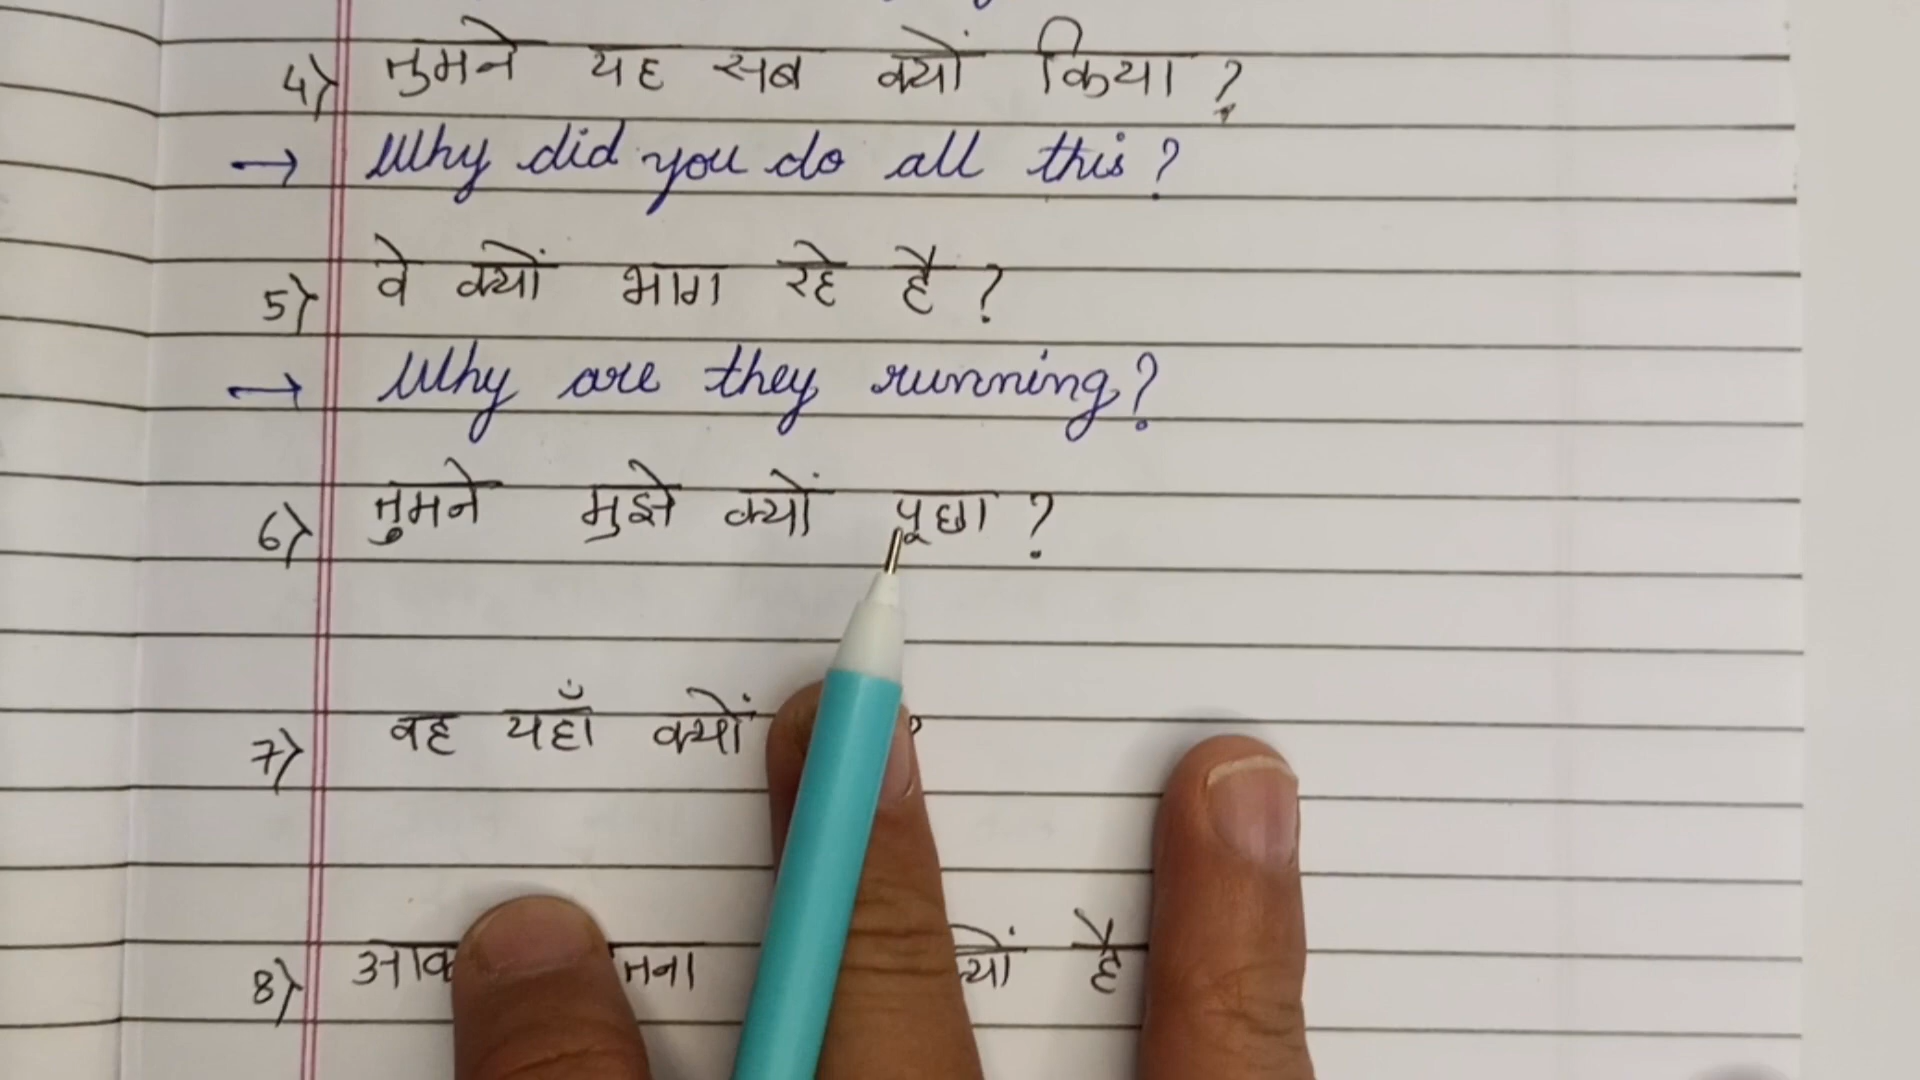 4) तुमने यह सब क्यों किया ?
→ Why did you do all this?
5) वे क्यों भाग रहे है ?
→ Why are they running?
6) तुमने मुझे क्यों पूछा ?
7) वह यहाँ क्यों ?
8) है